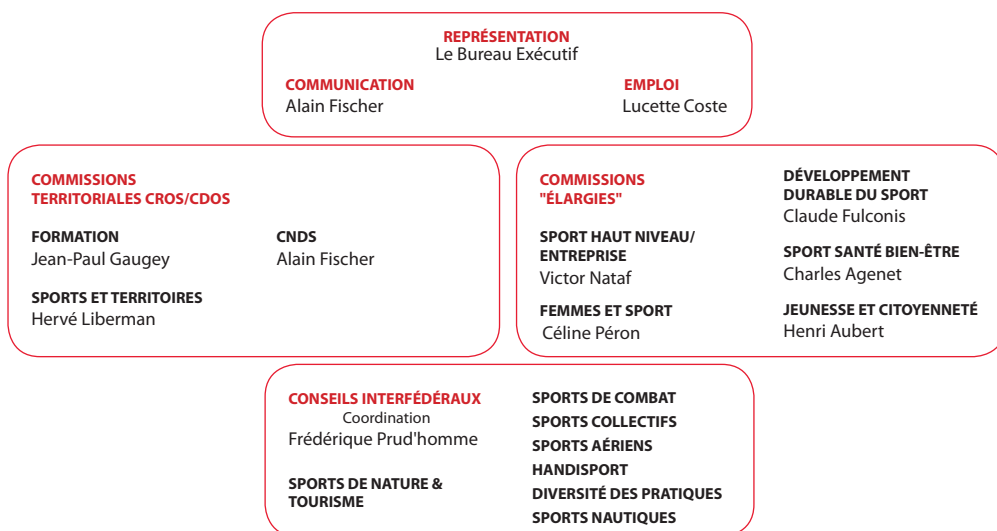 REPRÉSENTATION
Le Bureau Exécutif
COMMUNICATION
Alain Fischer
EMPLOI
Lucette Coste
COMMISSIONS
TERRITORIALES CROS/CDOS
FORMATION
Jean-Paul Gaugey
CNDS
Alain Fischer
SPORTS ET TERRITOIRES
Hervé Liberman
COMMISSIONS
"ÉLARGIES"
SPORT HAUT NIVEAU/
ENTREPRISE
Victor Nataf
FEMMES ET SPORT
Céline Péron
DÉVELOPPEMENT
DURABLE DU SPORT
Claude Fulconis
SPORT SANTÉ BIEN-ÊTRE
Charles Agenet
JEUNESSE ET CITOYENNETÉ
Henri Aubert
CONSEILS INTERFÉDÉRAUX
Coordination
Frédérique Prud'homme
SPORTS DE NATURE &
TOURISME
SPORTS DE COMBAT
SPORTS COLLECTIFS
SPORTS AÉRIENS
HANDISPORT
DIVERSITÉ DES PRATIQUES
SPORTS NAUTIQUES